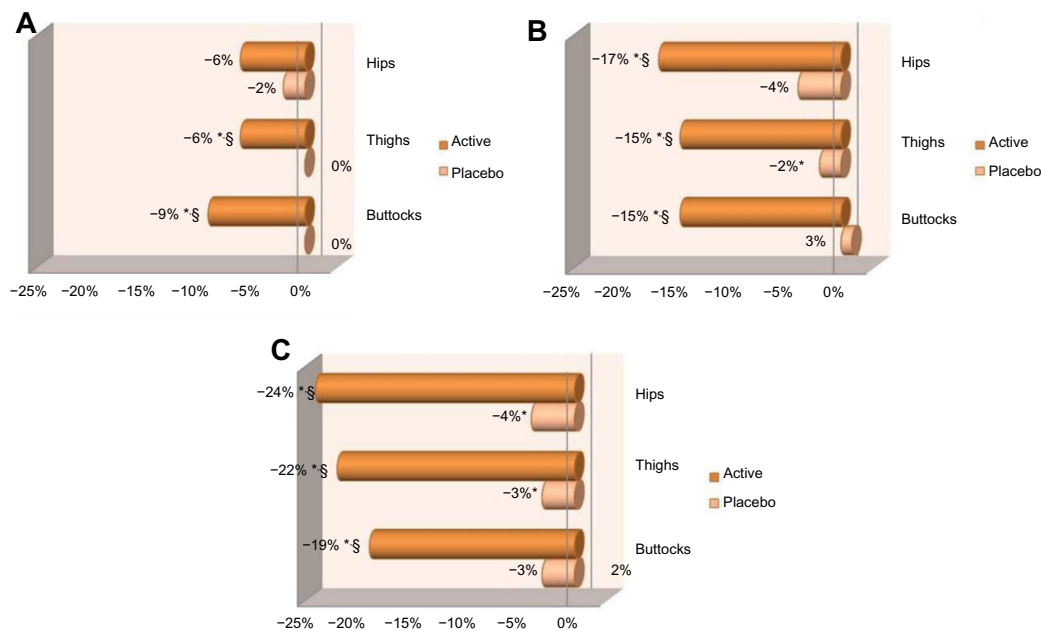 A
−6%
Hips
−2%
−6% *,§
Thighs
0%
−9% *,§
Buttocks
0%
Active
Placebo
−25% −20% −15% −10% −5% 0%
B
−17% *,§
Hips
−4%
−15% *,§
Thighs
−2%*
−15% *,§
Buttocks
3%
Active
Placebo
−25% −20% −15% −10% −5% 0%
C
−24% *,§
Hips
−4%*
−22% *,§
Thighs
−3%*
−19% *,§
Buttocks
−3% 2%
Active
Placebo
−25% −20% −15% −10% −5% 0%